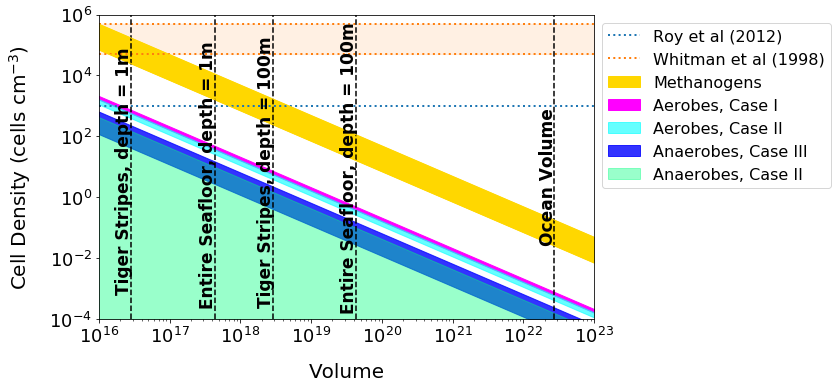 10^6
10^4
10^2
10^0
10^−2
10^−4
Cell Density (cells cm^−3)
Tiger Stripes, depth = 1m
Entire Seafloor, depth = 1m
Tiger Stripes, depth = 100m
Entire Seafloor, depth = 100m
Ocean Volume
10^16 10^17 10^18 10^19 10^20 10^21 10^22 10^23
Volume
Roy et al (2012)
Whitman et al (1998)
Methanogens
Aerobes, Case I
Aerobes, Case II
Anaerobes, Case III
Anaerobes, Case II